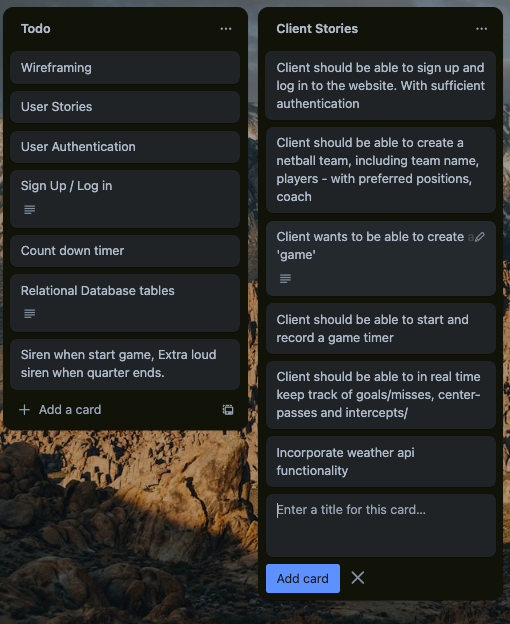 Todo
Wireframing
User Stories
User Authentication
Sign Up / Log in
Count down timer
Relational Database tables
Siren when start game, Extra loud
siren when quarter ends.
+ Add a card
Client Stories
Client should be able to sign up and
log in to the website. With sufficient
authentication
Client should be able to create a
netball team, including team name,
players - with preferred positions,
coach
Client wants to be able to create a
'game'
Client should be able to start and
record a game timer
Client should be able to in real time
keep track of goals/misses, center-
passes and intercepts/
Incorporate weather api
functionality
Enter a title for this card...
Add card